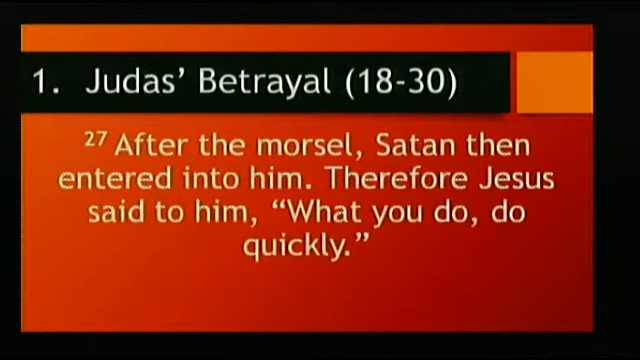 1. Judas’ Betrayal (18-30)
27 After the morsel, Satan then
entered into him. Therefore Jesus
said to him, “What you do, do
quickly.”